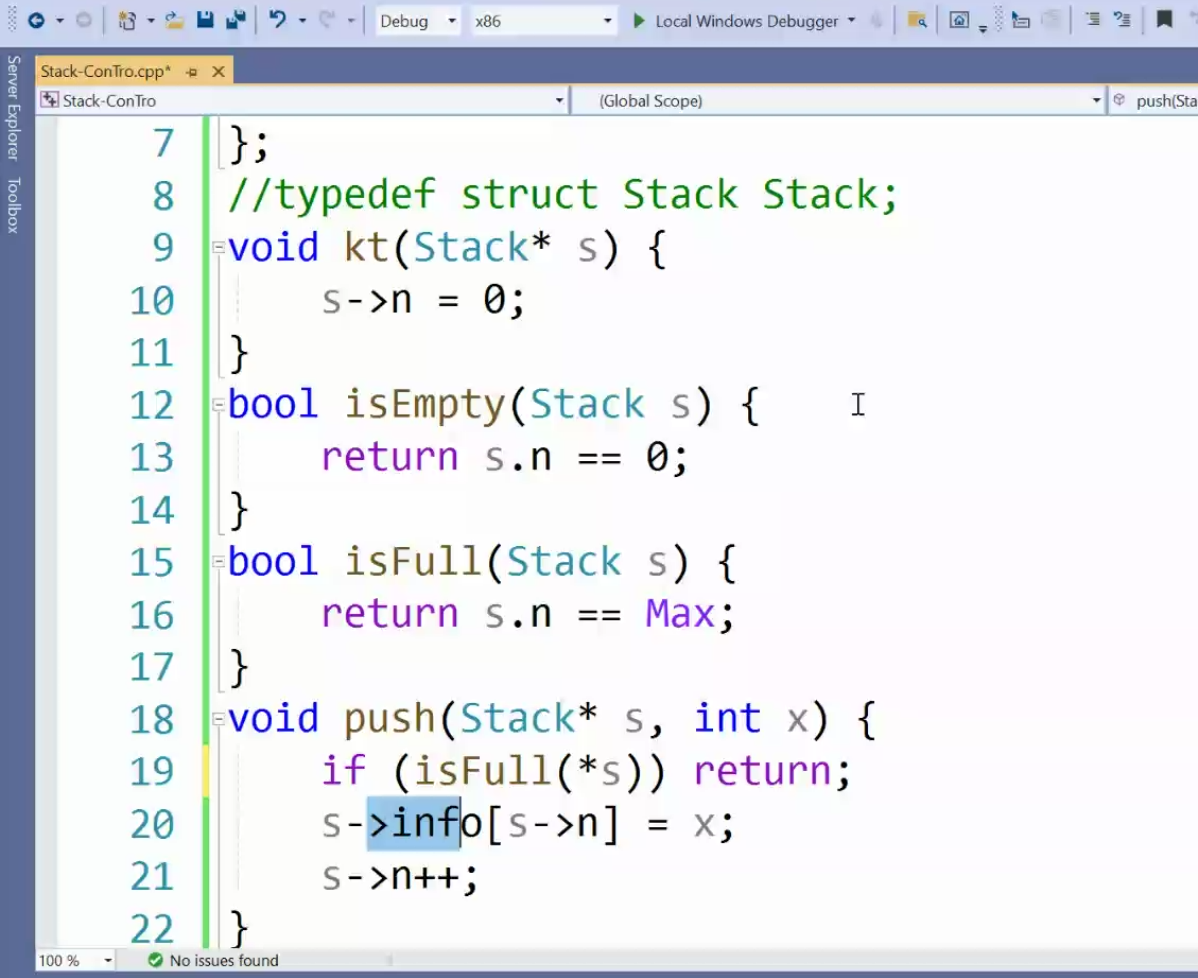 Debug x86 Local Windows Debugger
Server Explorer
Toolbox
Stack-ConTro.cpp*
Stack-ConTro (Global Scope) push(Sta
7 };
8 //typedef struct Stack Stack;
9 void kt(Stack* s) {
10 s->n = 0;
11 }
12 bool isEmpty(Stack s) {
13 return s.n == 0;
14 }
15 bool isFull(Stack s) {
16 return s.n == Max;
17 }
18 void push(Stack* s, int x) {
19 if (isFull(*s)) return;
20 s->info[s->n] = x;
21 s->n++;
22 }
100 % No issues found